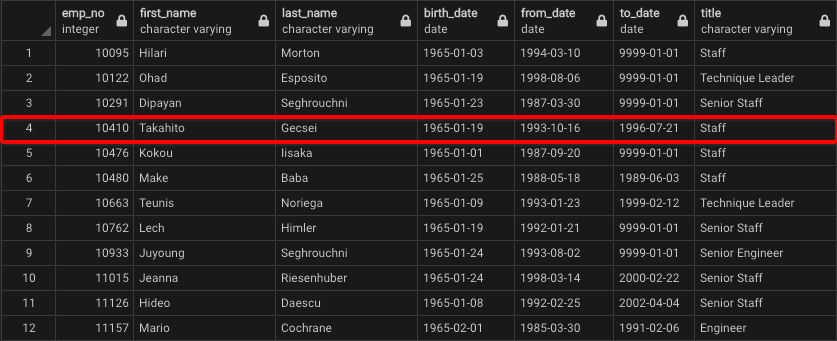 emp_no first_name last_name birth_date from_date to_date title
integer character varying character varying date date date character varying
1 10095 Hilari Morton 1965-01-03 1994-03-10 9999-01-01 Staff
2 10122 Ohad Esposito 1965-01-19 1998-08-06 9999-01-01 Technique Leader
3 10291 Dipayan Seghrouchni 1965-01-23 1987-03-30 9999-01-01 Senior Staff
4 10410 Takahito Gecsei 1965-01-19 1993-10-16 1996-07-21 Staff
5 10476 Kokou Iisaka 1965-01-01 1987-09-20 9999-01-01 Staff
6 10480 Make Baba 1965-01-25 1988-05-18 1989-06-03 Staff
7 10663 Teunis Noriega 1965-01-09 1993-01-23 1999-02-12 Technique Leader
8 10762 Lech Himler 1965-01-19 1992-01-21 9999-01-01 Senior Staff
9 10933 Juyoung Seghrouchni 1965-01-24 1993-08-02 9999-01-01 Senior Engineer
10 11015 Jeanna Riesenhuber 1965-01-24 1998-03-14 2000-02-22 Senior Staff
11 11126 Hideo Daescu 1965-01-08 1992-02-25 2002-04-04 Senior Staff
12 11157 Mario Cochrane 1965-02-01 1985-03-30 1991-02-06 Engineer